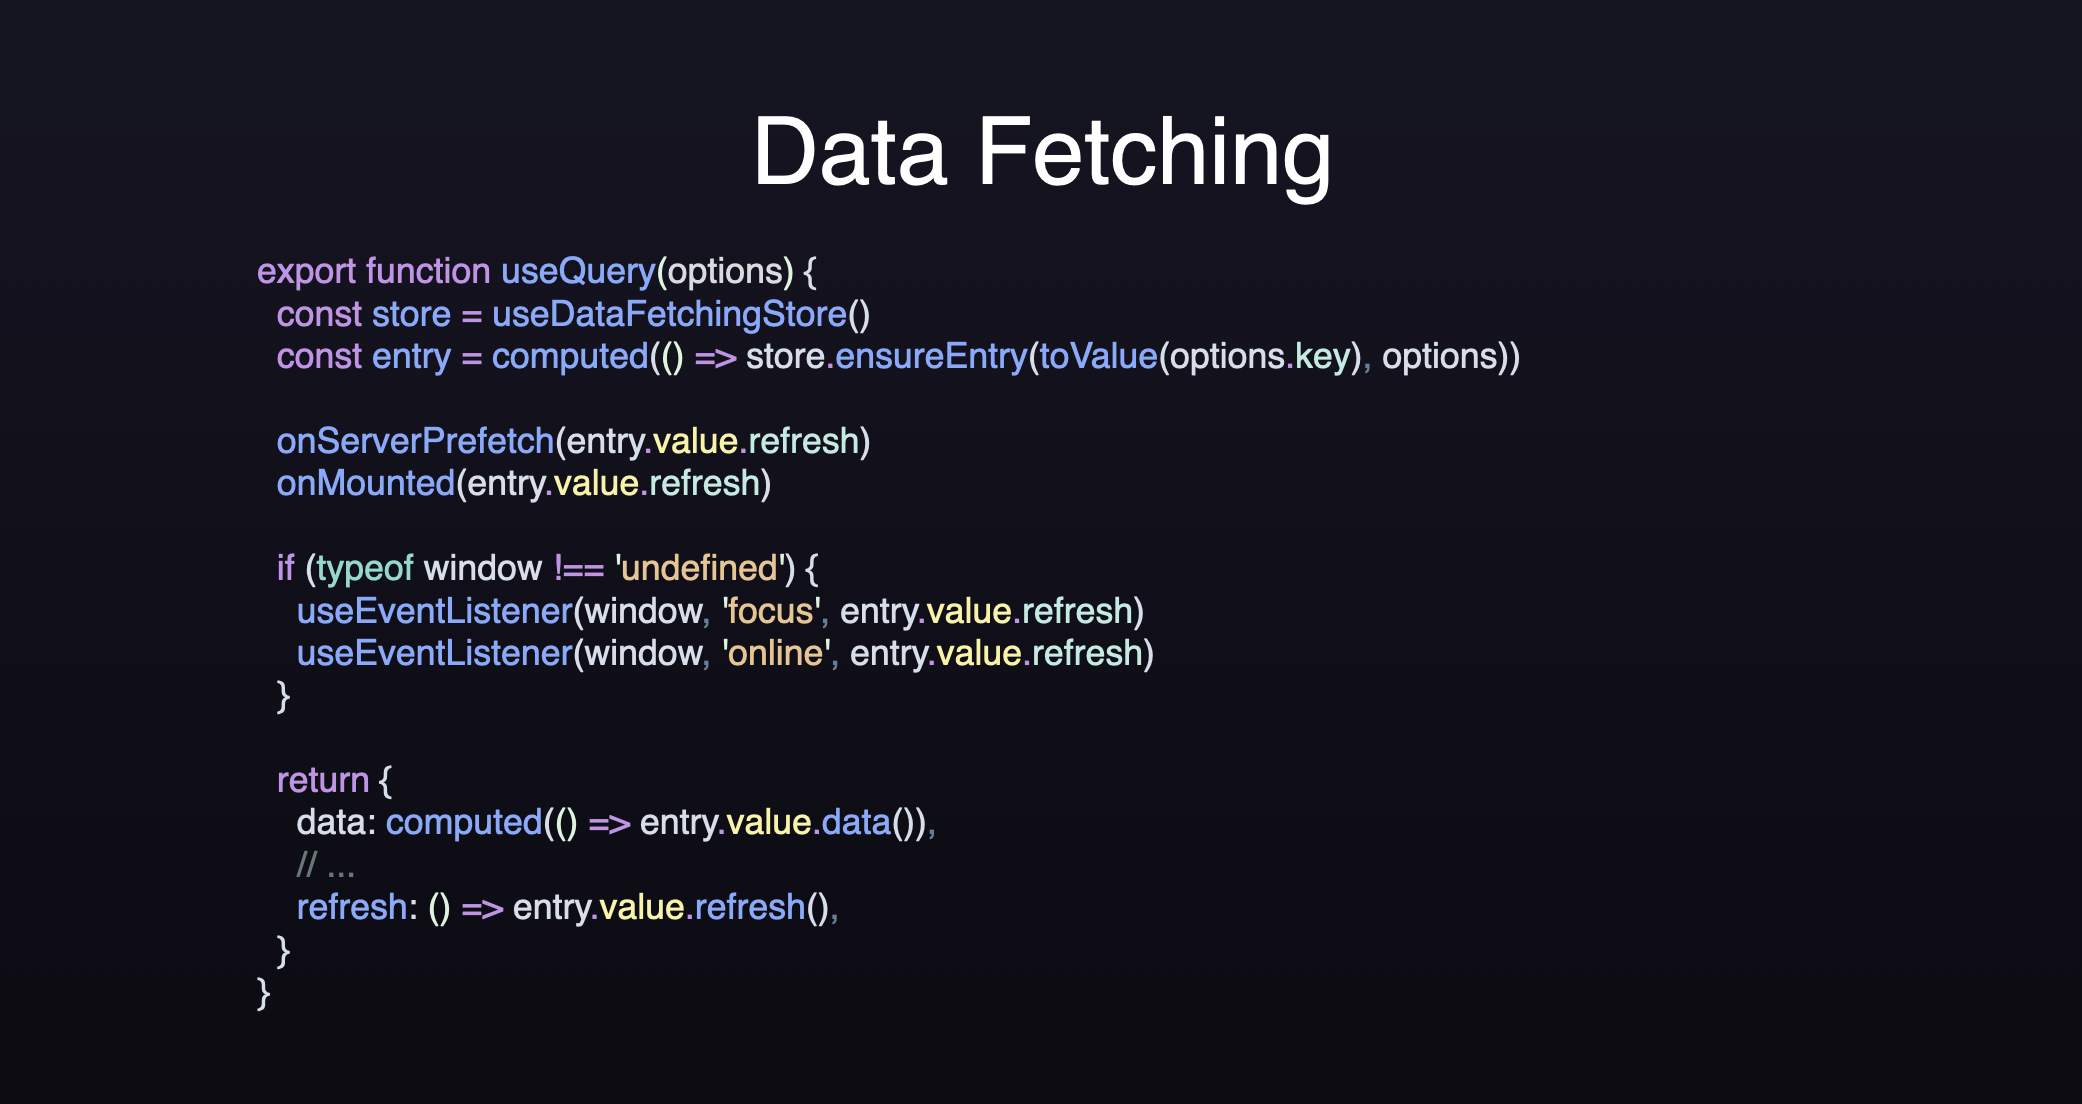 Data Fetching
export function useQuery(options) {
  const store = useDataFetchingStore()
  const entry = computed(() => store.ensureEntry(toValue(options.key), options))

  onServerPrefetch(entry.value.refresh)
  onMounted(entry.value.refresh)

  if (typeof window !== 'undefined') {
    useEventListener(window, 'focus', entry.value.refresh)
    useEventListener(window, 'online', entry.value.refresh)
  }

  return {
    data: computed(() => entry.value.data()),
    // ...
    refresh: () => entry.value.refresh(),
  }
}